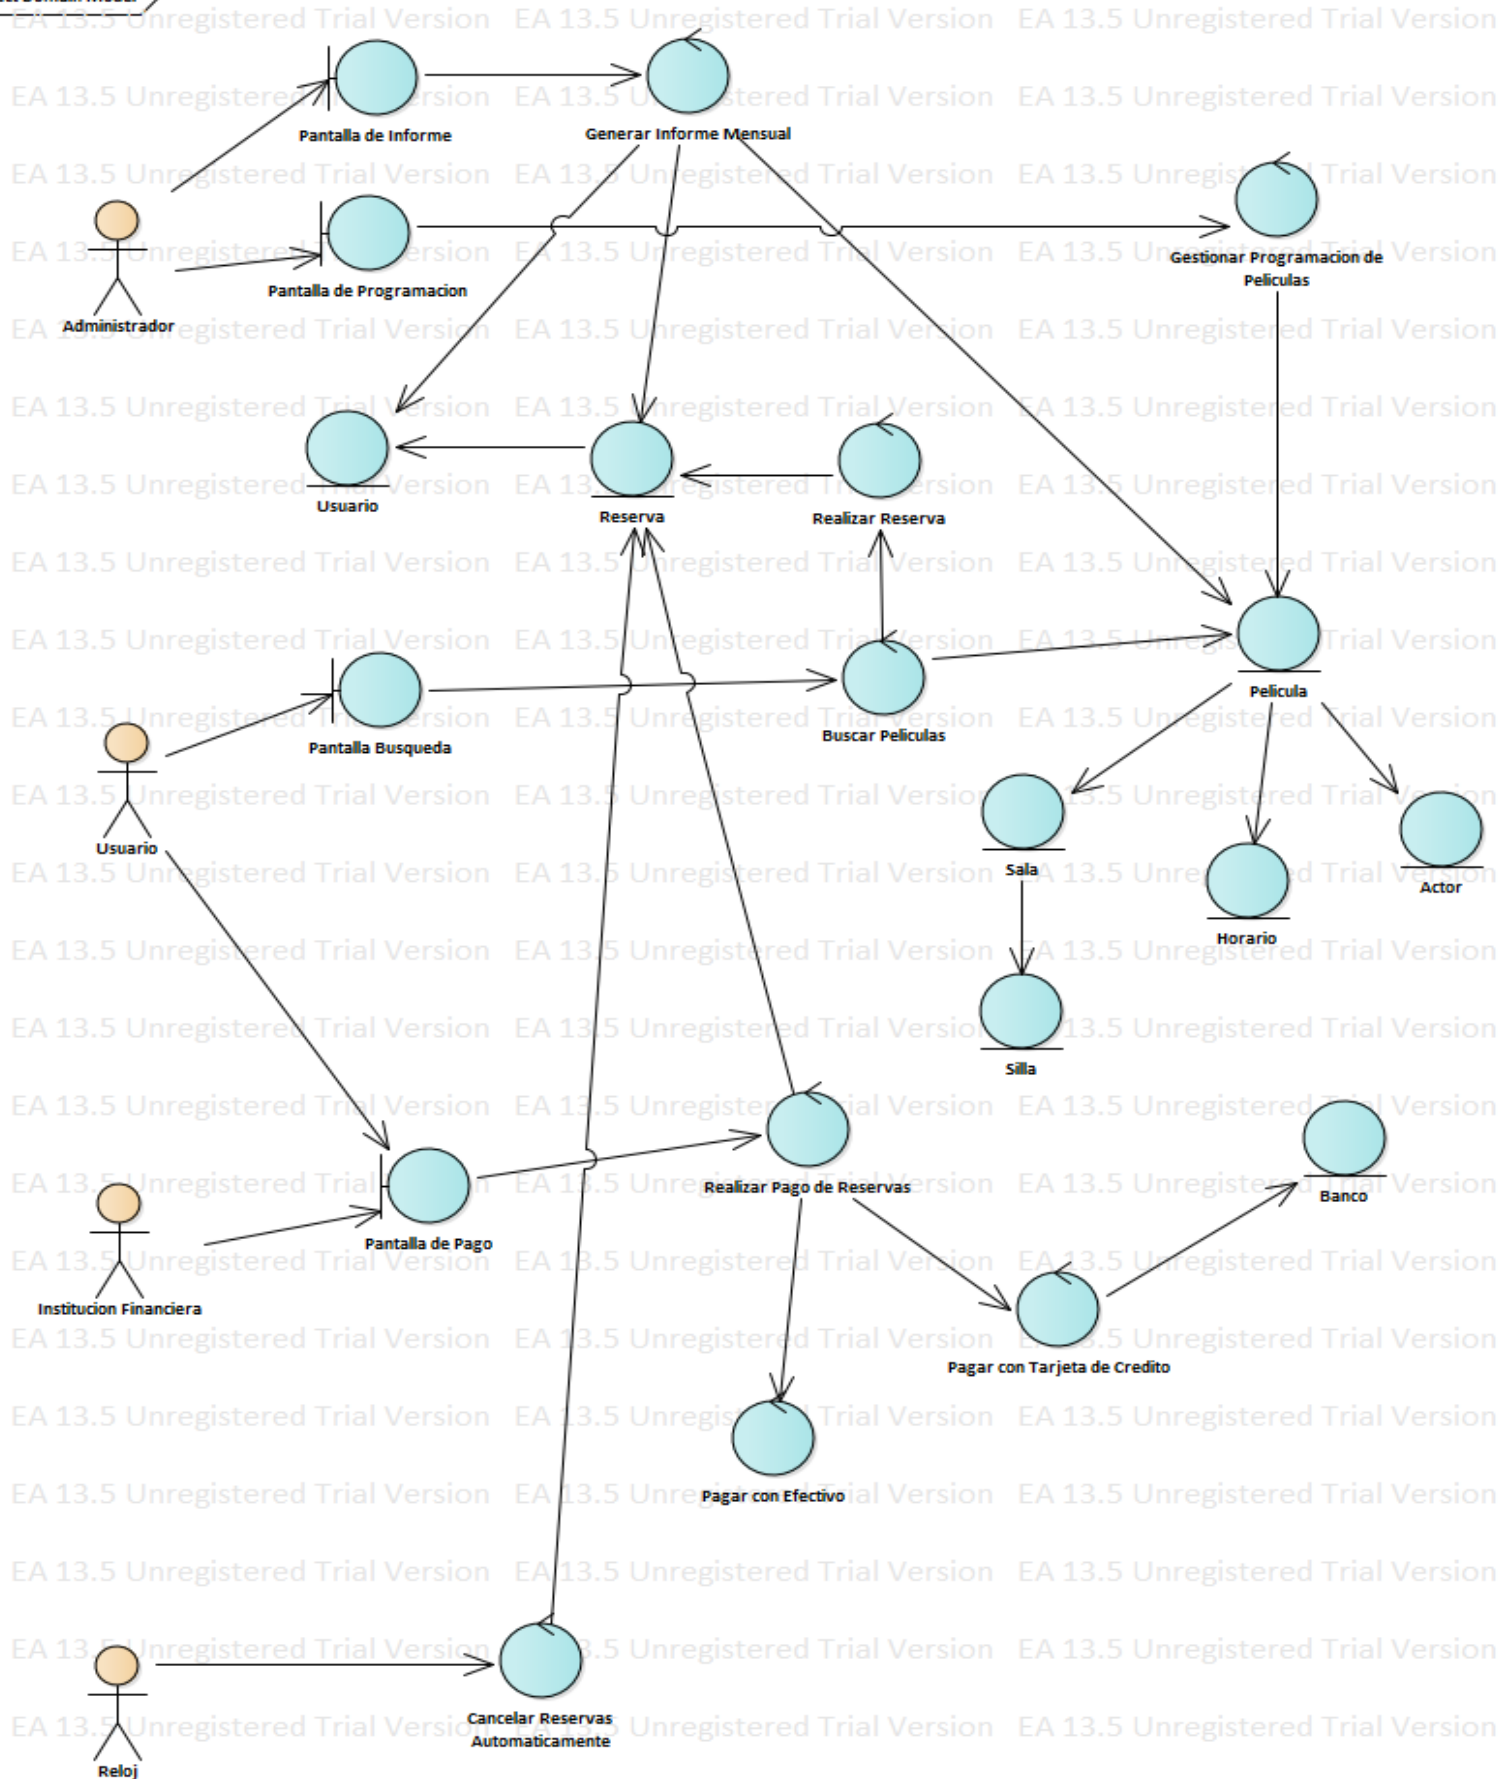 Domain Model
EA 13.5 Unregistered Trial Version
Pantalla de Informe
Generar Informe Mensual
Pantalla de Programacion
Gestionar Programacion de
Peliculas
Administrador
Usuario
Reserva
Realizar Reserva
Pelicula
Pantalla Busqueda
Buscar Peliculas
Usuario
Sala
Actor
Horario
Silla
Realizar Pago de Reservas
Banco
Pantalla de Pago
Institucion Financiera
Pagar con Tarjeta de Credito
Pagar con Efectivo
Cancelar Reservas
Automaticamente
Reloj